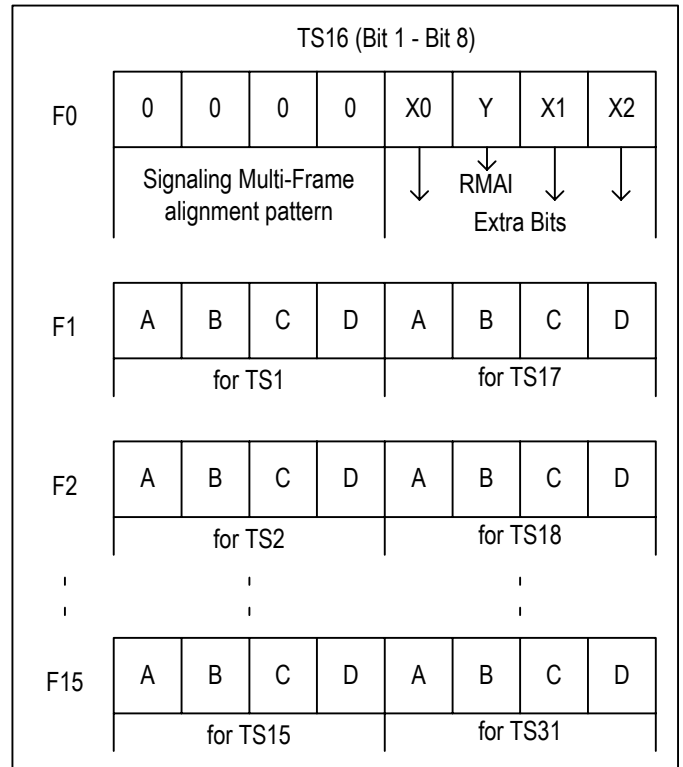 TS16 (Bit 1 - Bit 8)
F0 0 0 0 0 X0 Y X1 X2
Signaling Multi-Frame
alignment pattern
RMAI
Extra Bits
F1 A B C D A B C D
for TS1 for TS17
F2 A B C D A B C D
for TS2 for TS18
F15 A B C D A B C D
for TS15 for TS31